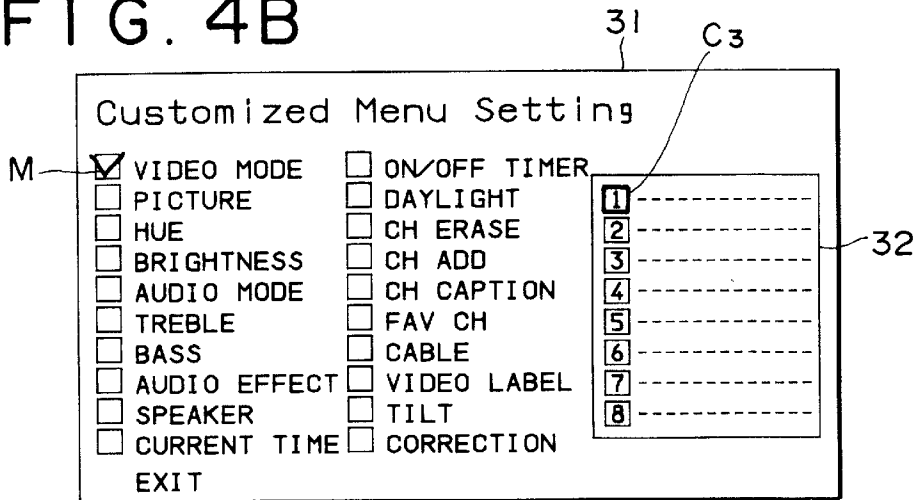 FIG. 4B
31
C3
Customized Menu Setting
M
VIDEO MODE
PICTURE
HUE
BRIGHTNESS
AUDIO MODE
TREBLE
BASS
AUDIO EFFECT
SPEAKER
CURRENT TIME
EXIT
ON/OFF TIMER
DAYLIGHT
CH ERASE
CH ADD
CH CAPTION
FAV CH
CABLE
VIDEO LABEL
TILT
CORRECTION
1
2
3
4
5
6
7
8
32